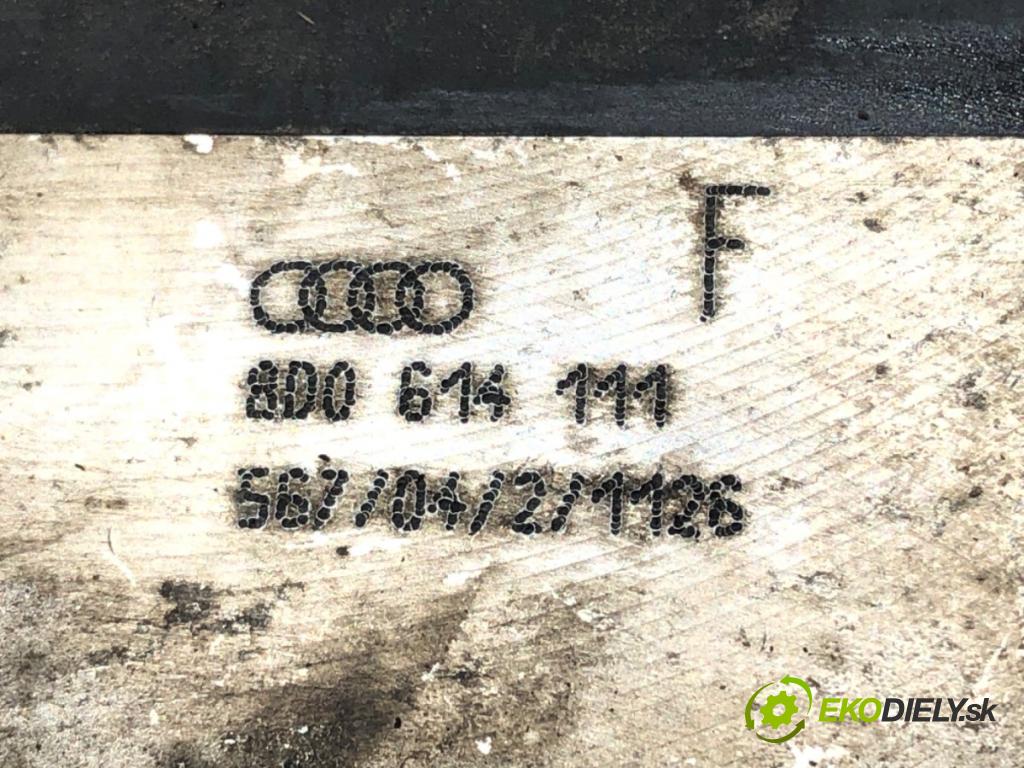 F
8D0 614 111
567/04/2/1126
EKODIELY.sk